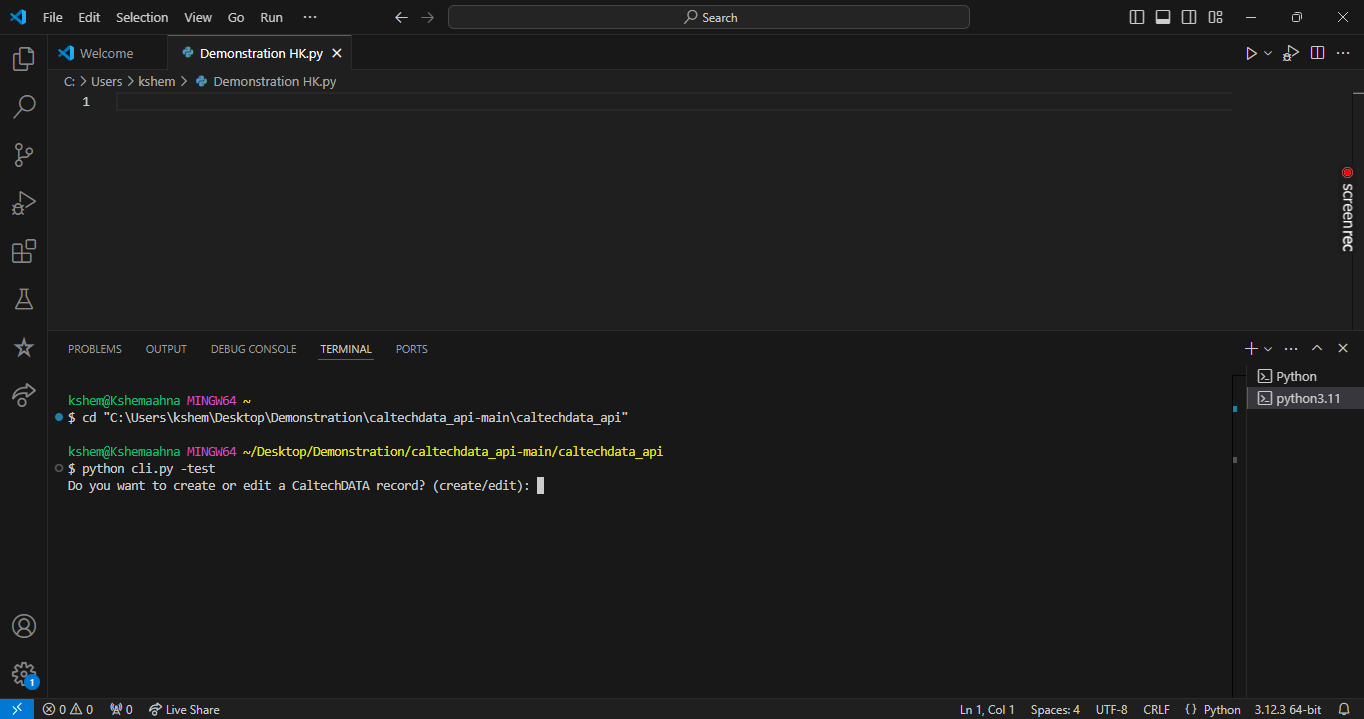 File Edit Selection View Go Run ··· Search
Welcome Demonstration HK.py
C: > Users > kshem > Demonstration HK.py
1
screenrec
PROBLEMS OUTPUT DEBUG CONSOLE TERMINAL PORTS
Python
python3.11
kshem@Kshemaahna MINGW64 ~
$ cd "C:\Users\kshem\Desktop\Demonstration\caltechdata_api-main\caltechdata_api"
kshem@Kshemaahna MINGW64 ~/Desktop/Demonstration/caltechdata_api-main/caltechdata_api
$ python cli.py -test
Do you want to create or edit a CaltechDATA record? (create/edit):
1
0 0 0 Live Share Ln 1, Col 1 Spaces: 4 UTF-8 CRLF {} Python 3.12.3 64-bit